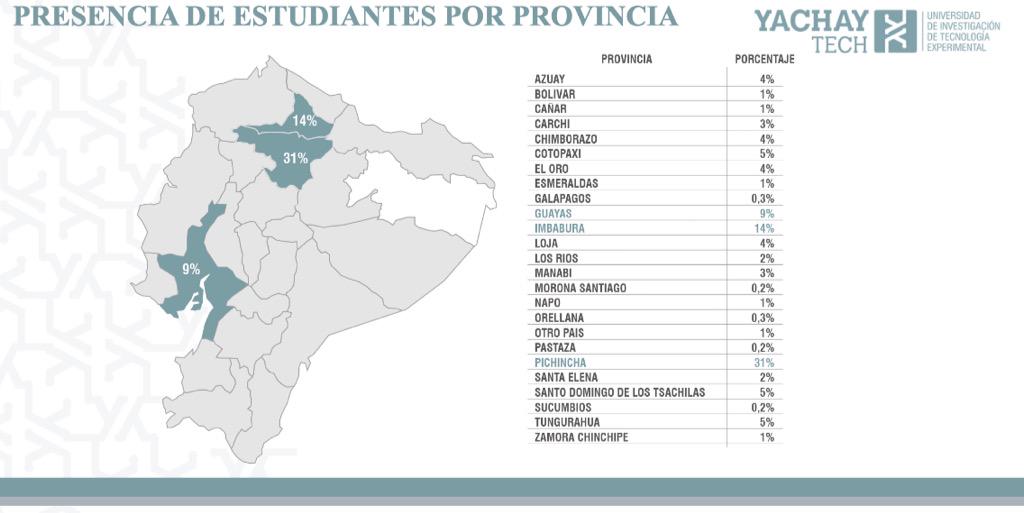 PRESENCIA DE ESTUDIANTES POR PROVINCIA
YACHAY
TECH
UNIVERSIDAD
DE INVESTIGACIÓN
DE TECNOLOGÍA
EXPERIMENTAL
14%
31%
9%
PROVINCIA PORCENTAJE
AZUAY 4%
BOLIVAR 1%
CAÑAR 1%
CARCHI 3%
CHIMBORAZO 4%
COTOPAXI 5%
EL ORO 4%
ESMERALDAS 1%
GALAPAGOS 0,3%
GUAYAS 9%
IMBABURA 14%
LOJA 4%
LOS RIOS 2%
MANABI 3%
MORONA SANTIAGO 0,2%
NAPO 1%
ORELLANA 0,3%
OTRO PAIS 1%
PASTAZA 0,2%
PICHINCHA 31%
SANTA ELENA 2%
SANTO DOMINGO DE LOS TSACHILAS 5%
SUCUMBIOS 0,2%
TUNGURAHUA 5%
ZAMORA CHINCHIPE 1%